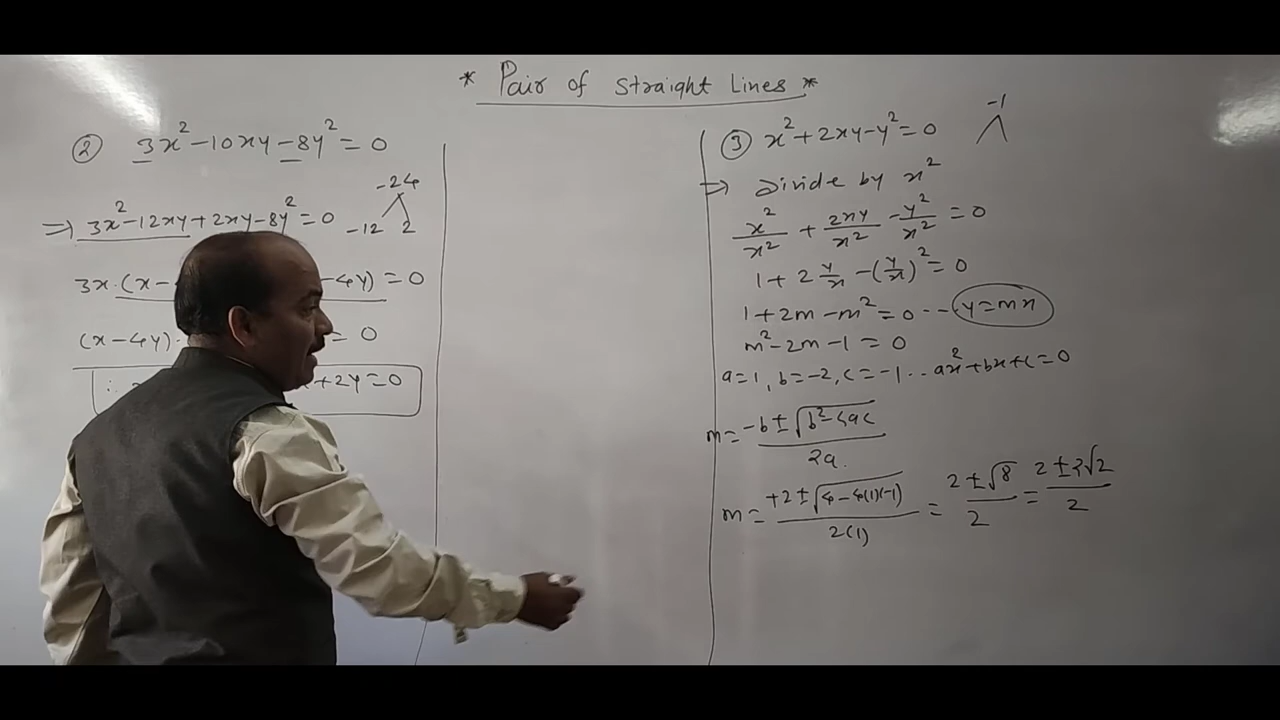 * Pair of Straight Lines *
② 3x²-10xy-8y²=0
-24
-12 2
⇒ 3x²-12xy+2xy-8y²=0
3x.(x- -4y)=0
(x-4y). =0
∴ +2y=0
③ x²+2xy-y²=0
-1
⇒ Divide by x²
x²/x² + 2xy/x² - y²/x² = 0
1+2 y/x -(y/x)²=0
1+2m-m²=0 -- y=mx
m²-2m-1=0
a=1, b=-2, c=-1 .. ax²+bx+c=0
m= -b±√(b²-4ac) / 2a.
m= +2±√(4-4(1)(-1)) / 2(1) = 2±√8 / 2 = 2±2√2 / 2